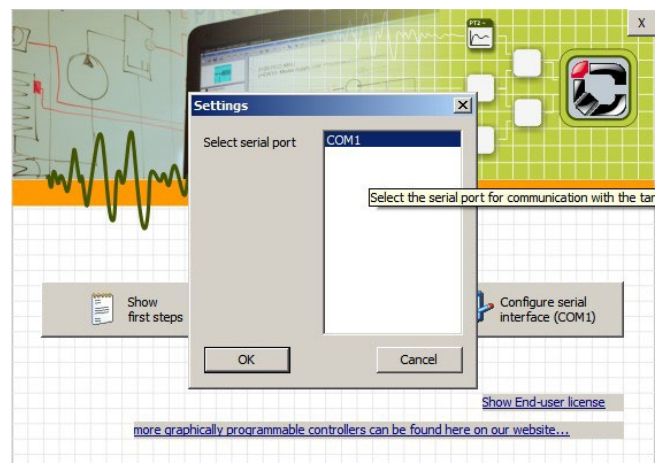 PT2 -
X
Settings
X
Select serial port
COM1
Select the serial port for communication with the tar
Show
first steps
Configure serial
interface (COM1)
OK
Cancel
Show End-user license
more graphically programmable controllers can be found here on our website...